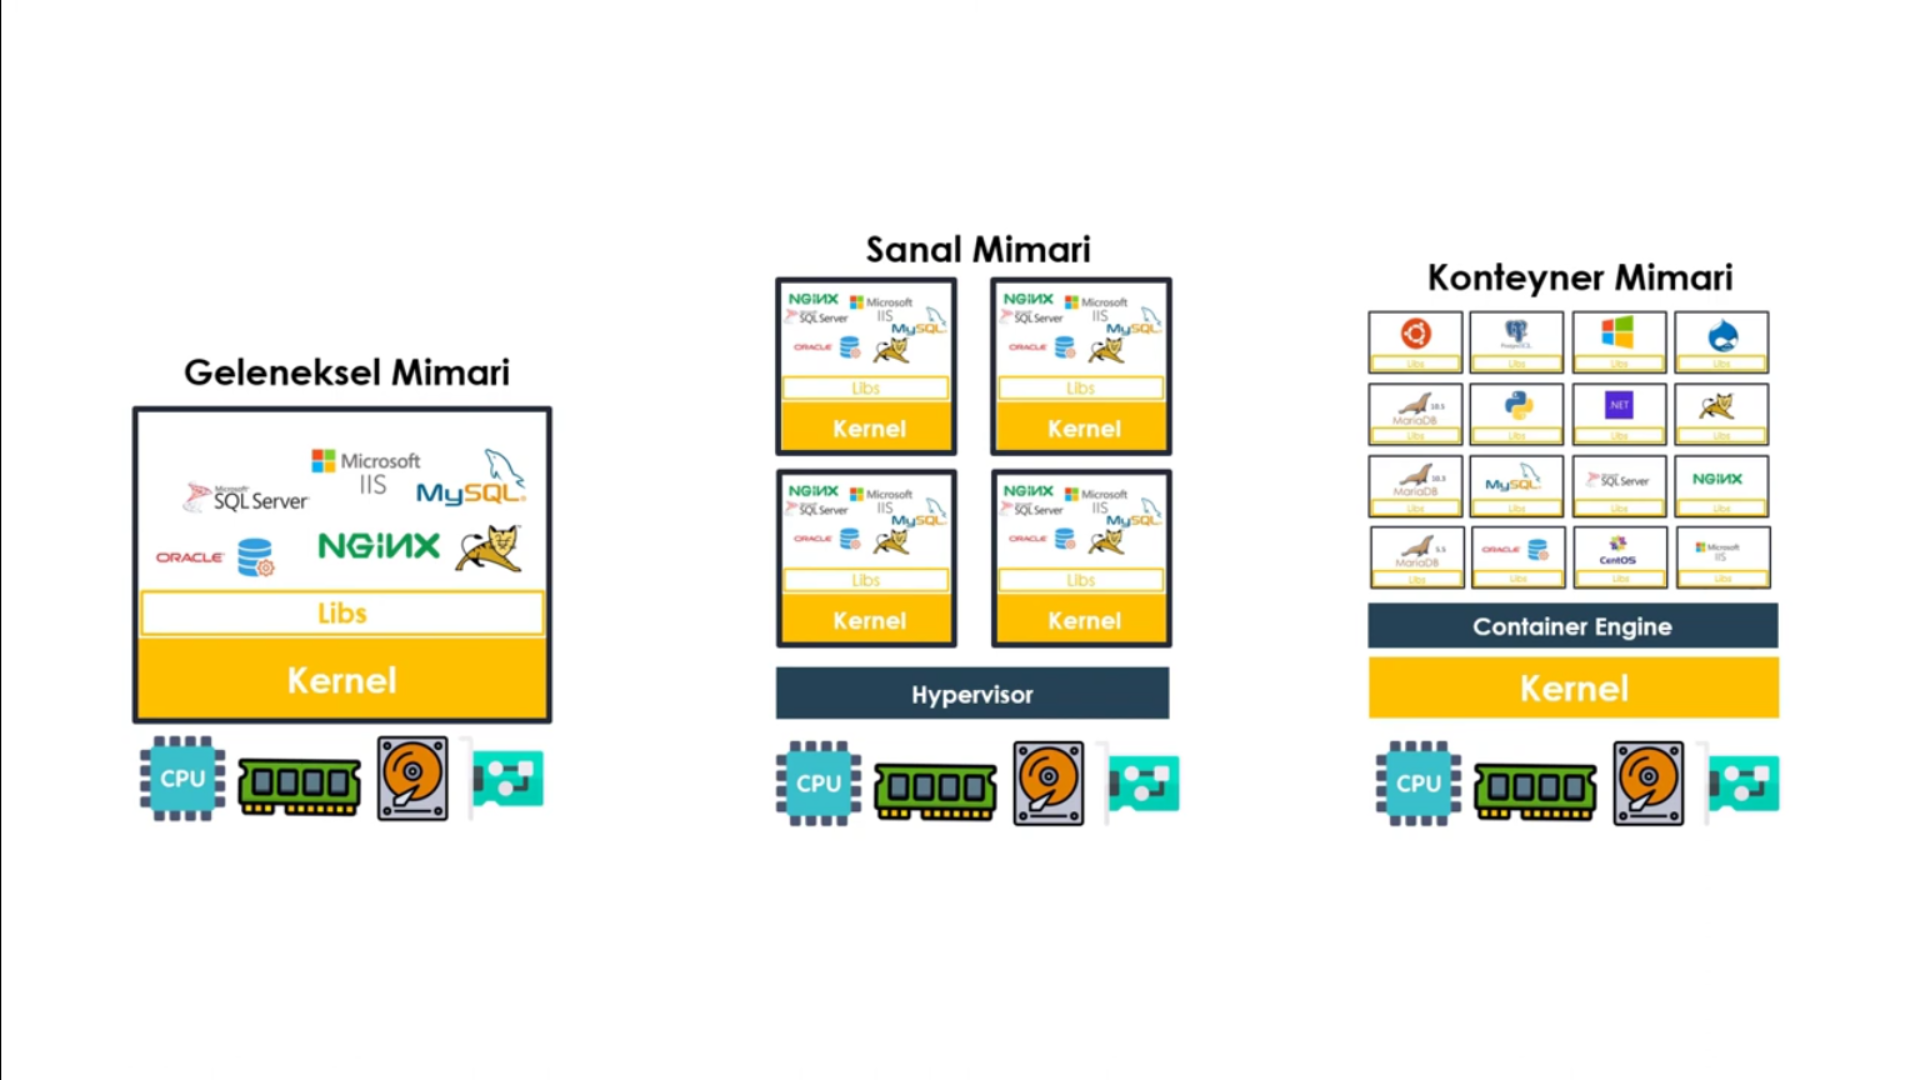 Geleneksel Mimari
Microsoft
IIS
Microsoft
SQL Server
MySQL
ORACLE
NGINX
Libs
Kernel
CPU
Sanal Mimari
NGINX
Microsoft
IIS
SQL Server
MySQL
ORACLE
Libs
Kernel
NGINX
Microsoft
IIS
SQL Server
MySQL
ORACLE
Libs
Kernel
NGINX
Microsoft
IIS
SQL Server
MySQL
ORACLE
Libs
Kernel
NGINX
Microsoft
IIS
SQL Server
MySQL
ORACLE
Libs
Kernel
Hypervisor
CPU
Konteyner Mimari
Libs
PostgreSQL
Libs
Libs
Libs
MariaDB 10.5
Libs
Libs
.NET
Libs
Libs
MariaDB 10.3
Libs
MySQL
Libs
SQL Server
Libs
NGINX
Libs
MariaDB 5.5
Libs
ORACLE
Libs
CentOS
Libs
Microsoft
IIS
Libs
Container Engine
Kernel
CPU